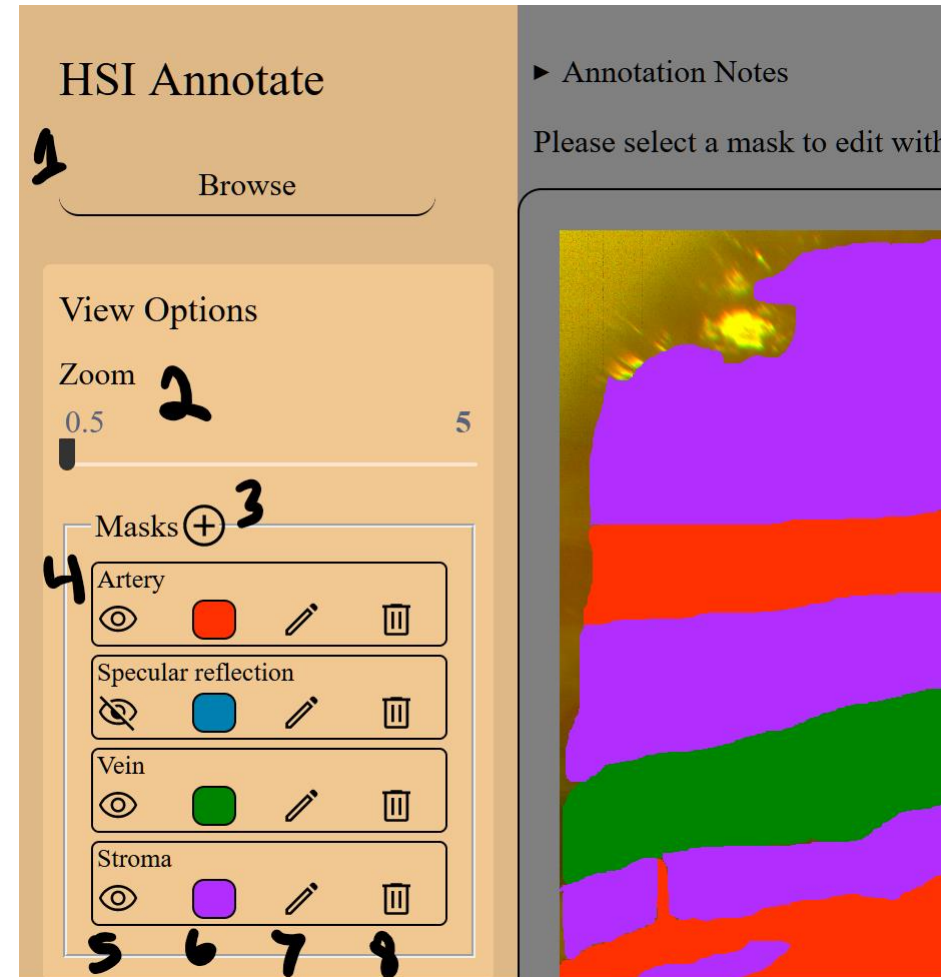 HSI Annotate
1
Browse
View Options
Zoom
2
0.5 5
Masks 3
4
Artery
Specular reflection
Vein
Stroma
5 6 7 8
▸ Annotation Notes
Please select a mask to edit with